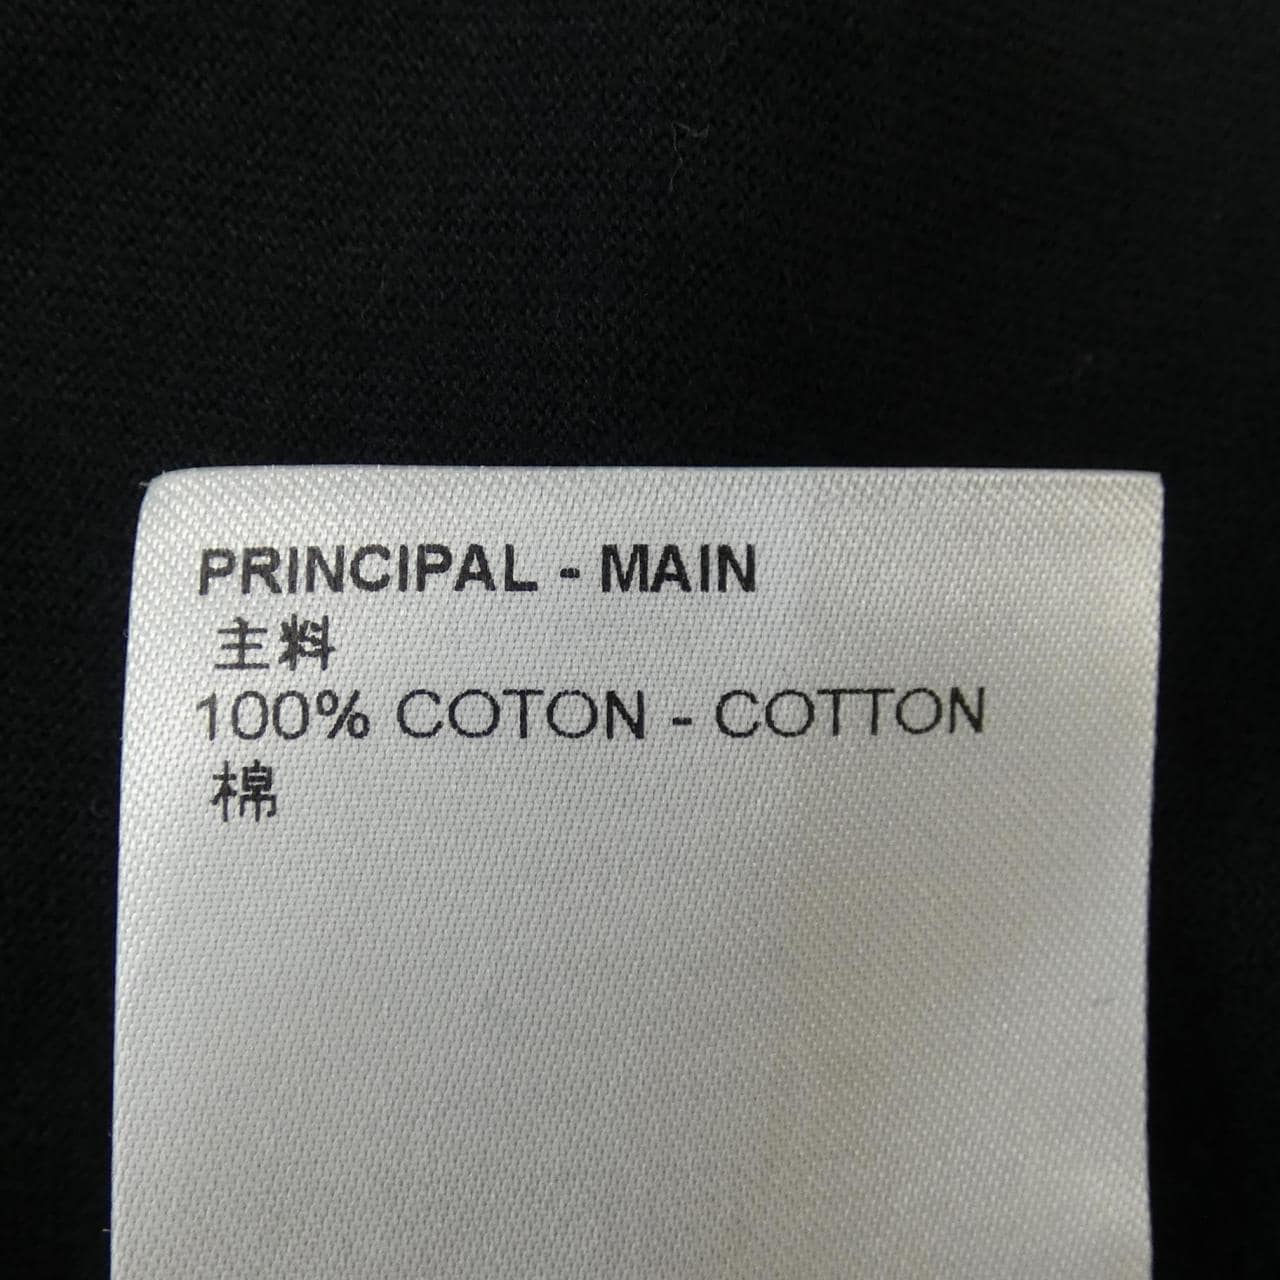 PRINCIPAL - MAIN
主料
100% COTON - COTTON
棉